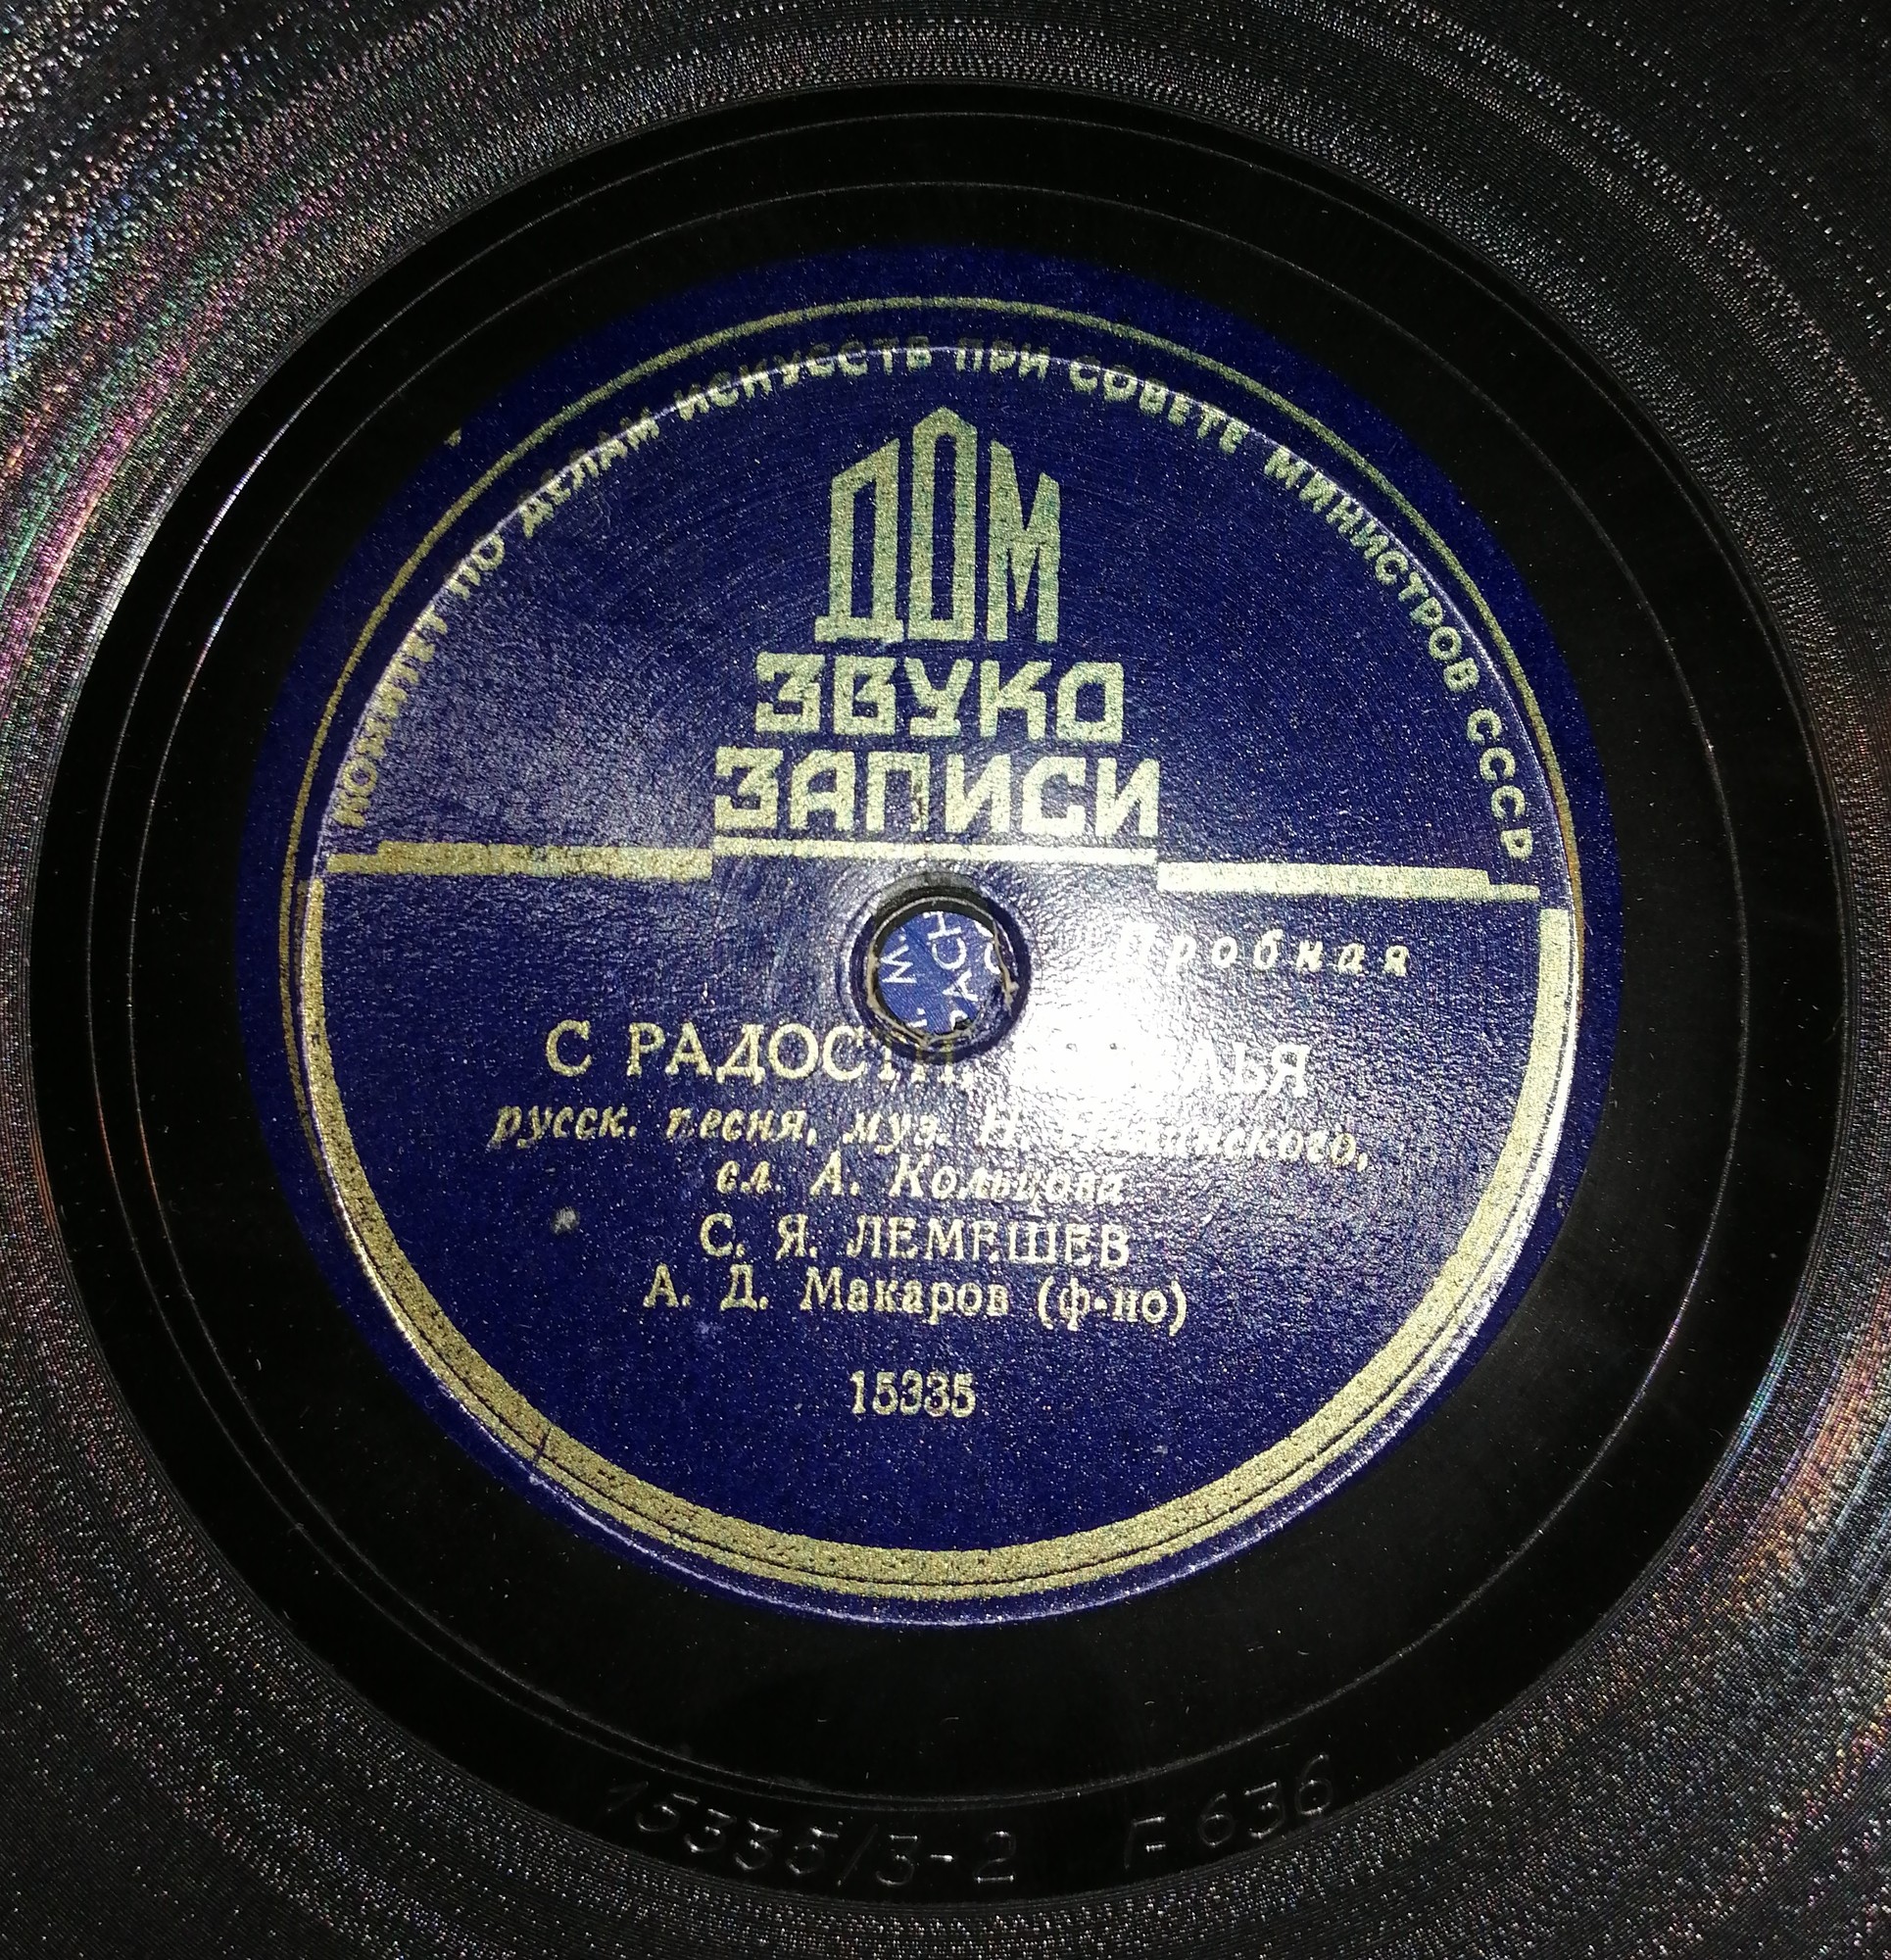 КОМИТЕТ ПО ДЕЛАМ ИСКУССТВ ПРИ СОВЕТЕ МИНИСТРОВ СССР
ДОМ
ЗВУКО
ЗАПИСИ
Пробная
С РАДОСТИ,
русск. песня, муз. Н.
сл. А. Кольцова
С. Я. ЛЕМЕШЕВ
А. Д. Макаров (ф-но)
15335
15335/3-2 F 636